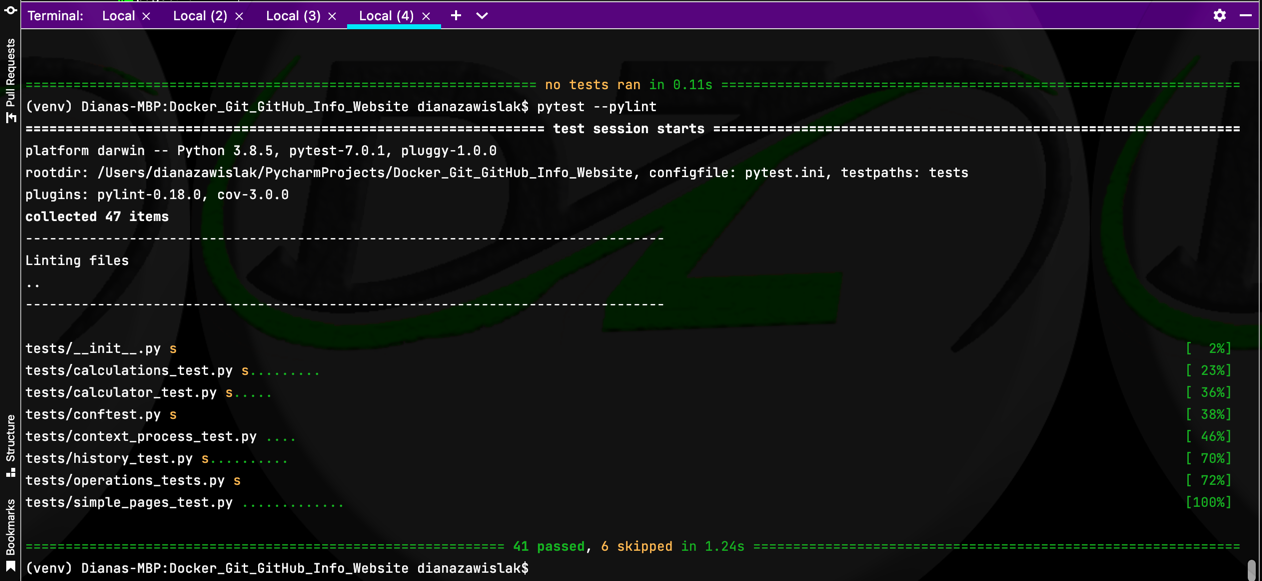 Terminal: Local × Local (2) × Local (3) × Local (4) × +
Pull Requests
Structure
Bookmarks
================================================================ no tests ran in 0.11s =================================================================
(venv) Dianas-MBP:Docker_Git_GitHub_Info_Website dianazawislak$ pytest --pylint
================================================================= test session starts ==================================================================
platform darwin -- Python 3.8.5, pytest-7.0.1, pluggy-1.0.0
rootdir: /Users/dianazawislak/PycharmProjects/Docker_Git_GitHub_Info_Website, configfile: pytest.ini, testpaths: tests
plugins: pylint-0.18.0, cov-3.0.0
collected 47 items
--------------------------------------------------------------------------------
Linting files
..
--------------------------------------------------------------------------------
tests/__init__.py s [  2%]
tests/calculations_test.py s......... [ 23%]
tests/calculator_test.py s..... [ 36%]
tests/conftest.py s [ 38%]
tests/context_process_test.py .... [ 46%]
tests/history_test.py s.......... [ 70%]
tests/operations_tests.py s [ 72%]
tests/simple_pages_test.py ............. [100%]
============================================================ 41 passed, 6 skipped in 1.24s =============================================================
(venv) Dianas-MBP:Docker_Git_GitHub_Info_Website dianazawislak$